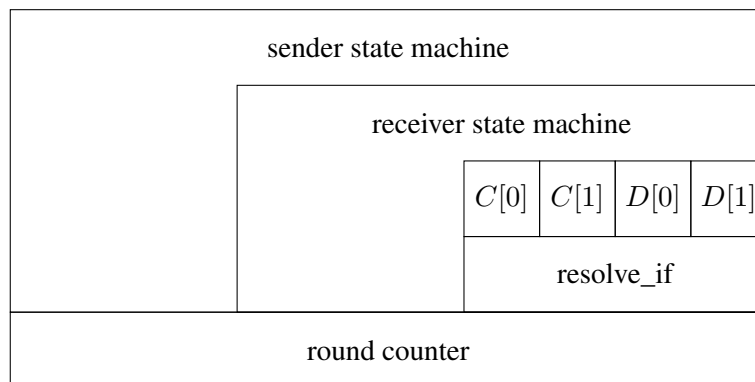 sender state machine
receiver state machine
C[0] C[1] D[0] D[1]
resolve_if
round counter